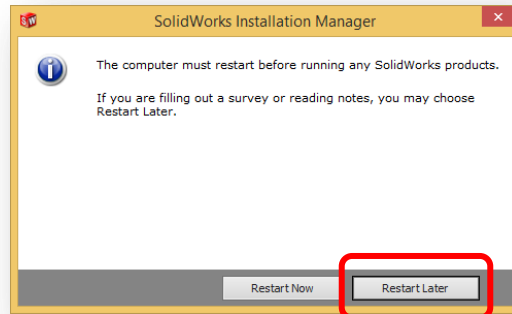 SolidWorks Installation Manager
The computer must restart before running any SolidWorks products.
If you are filling out a survey or reading notes, you may choose
Restart Later.
Restart Now
Restart Later